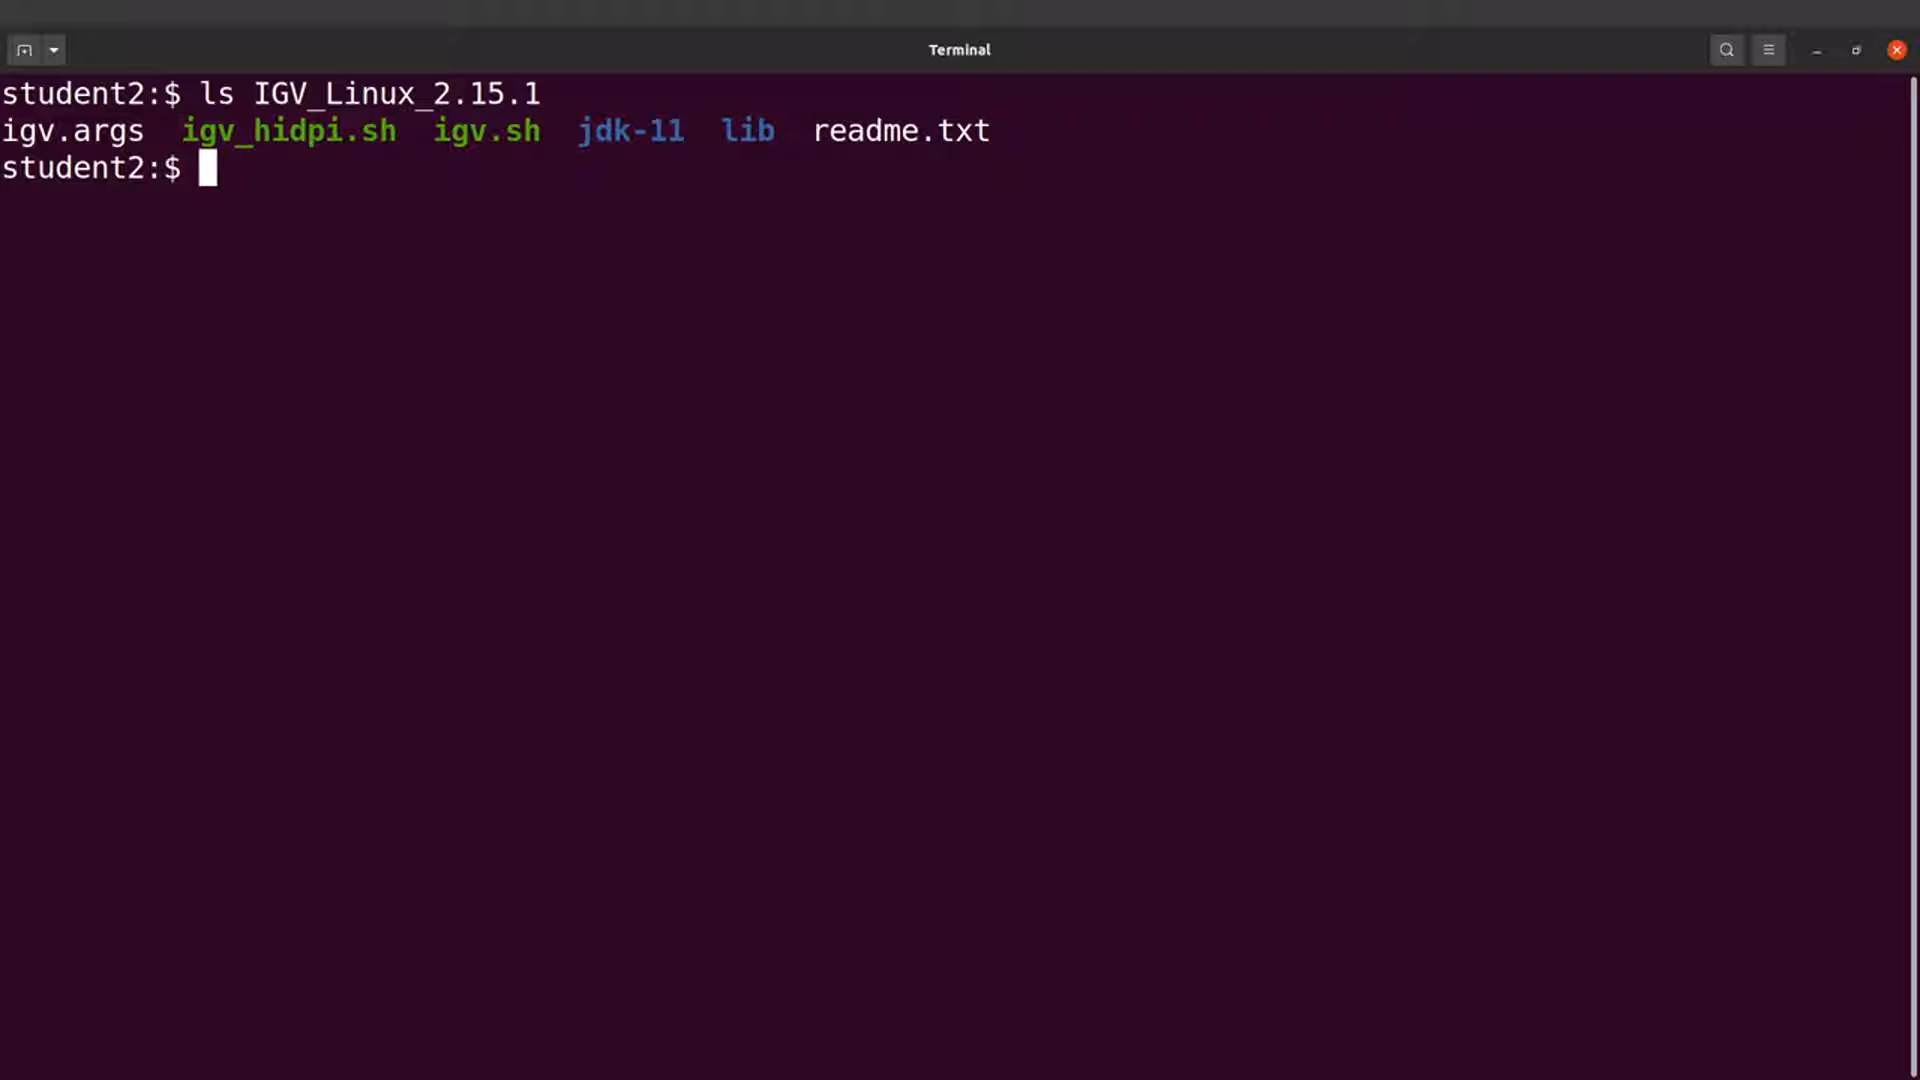 Terminal
student2:$ ls IGV_Linux_2.15.1
igv.args  igv_hidpi.sh  igv.sh  jdk-11  lib  readme.txt
student2:$